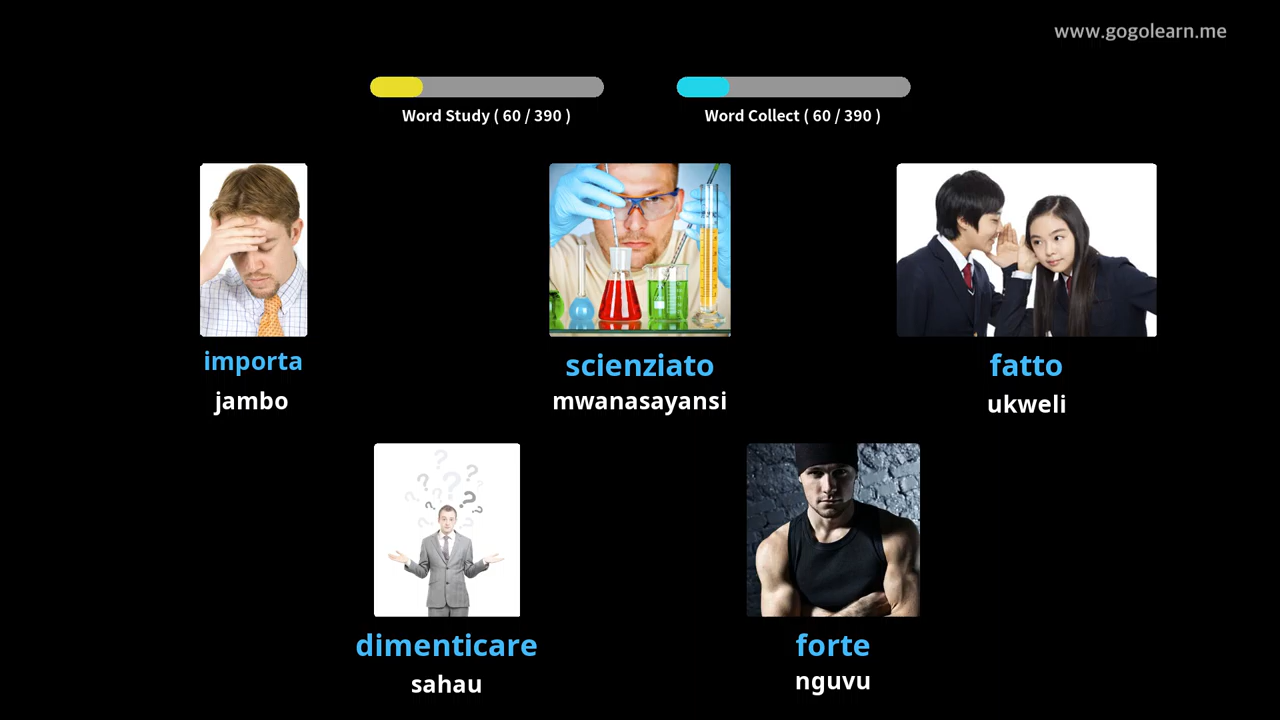 www.gogolearn.me
Word Study ( 60 / 390 )
Word Collect ( 60 / 390 )
importa
jambo
scienziato
mwanasayansi
fatto
ukweli
dimenticare
sahau
forte
nguvu